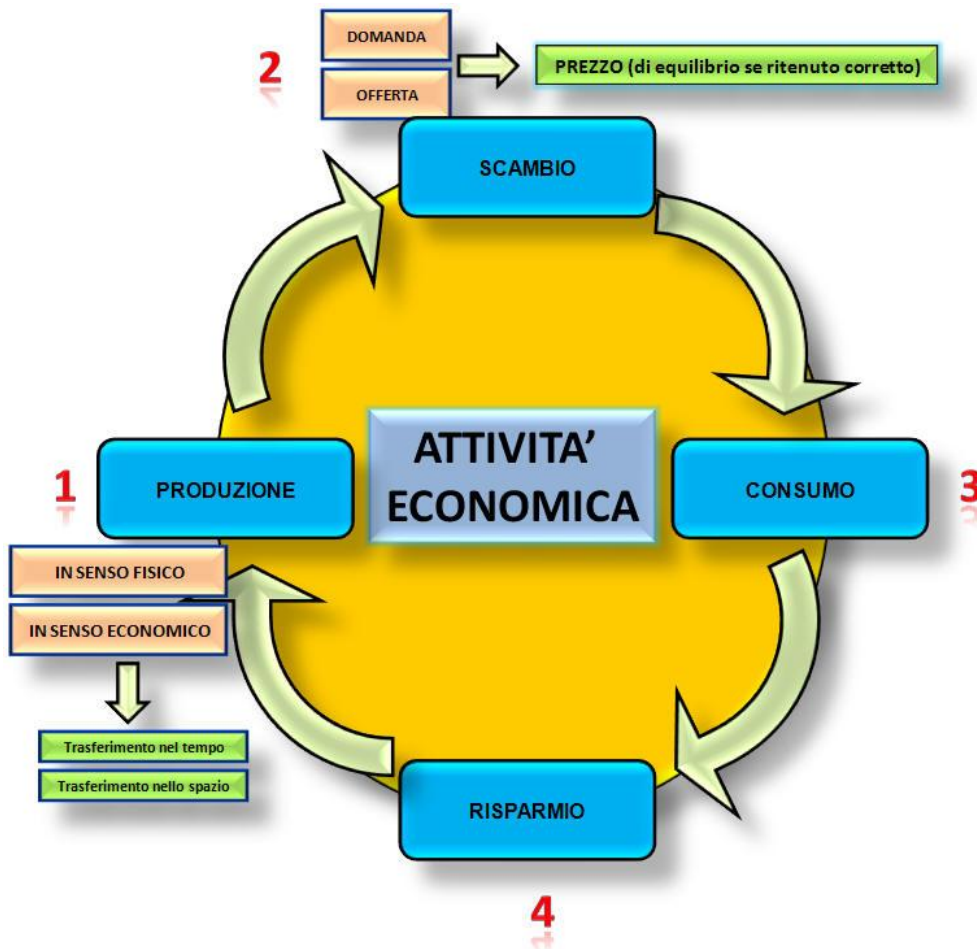 2
DOMANDA
OFFERTA
PREZZO (di equilibrio se ritenuto corretto)
SCAMBIO
ATTIVITA’
ECONOMICA
1
PRODUZIONE
IN SENSO FISICO
IN SENSO ECONOMICO
Trasferimento nel tempo
Trasferimento nello spazio
CONSUMO
3
RISPARMIO
4